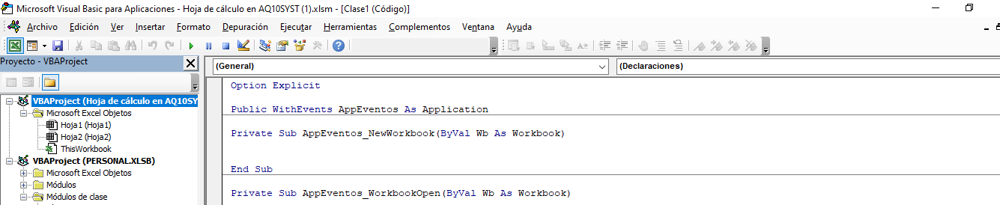 Microsoft Visual Basic para Aplicaciones - Hoja de cálculo en AQ10SYST (1).xlsm - [Clase1 (Código)]
Archivo Edición Ver Insertar Formato Depuración Ejecutar Herramientas Complementos Ventana Ayuda
Proyecto - VBAProject
VBAProject (Hoja de cálculo en AQ10SY
Microsoft Excel Objetos
Hoja1 (Hoja1)
Hoja2 (Hoja2)
ThisWorkbook
VBAProject (PERSONAL.XLSB)
Microsoft Excel Objetos
Módulos
Módulos de clase
(General) (Declaraciones)
Option Explicit
Public WithEvents AppEventos As Application
Private Sub AppEventos_NewWorkbook(ByVal Wb As Workbook)
End Sub
Private Sub AppEventos_WorkbookOpen(ByVal Wb As Workbook)